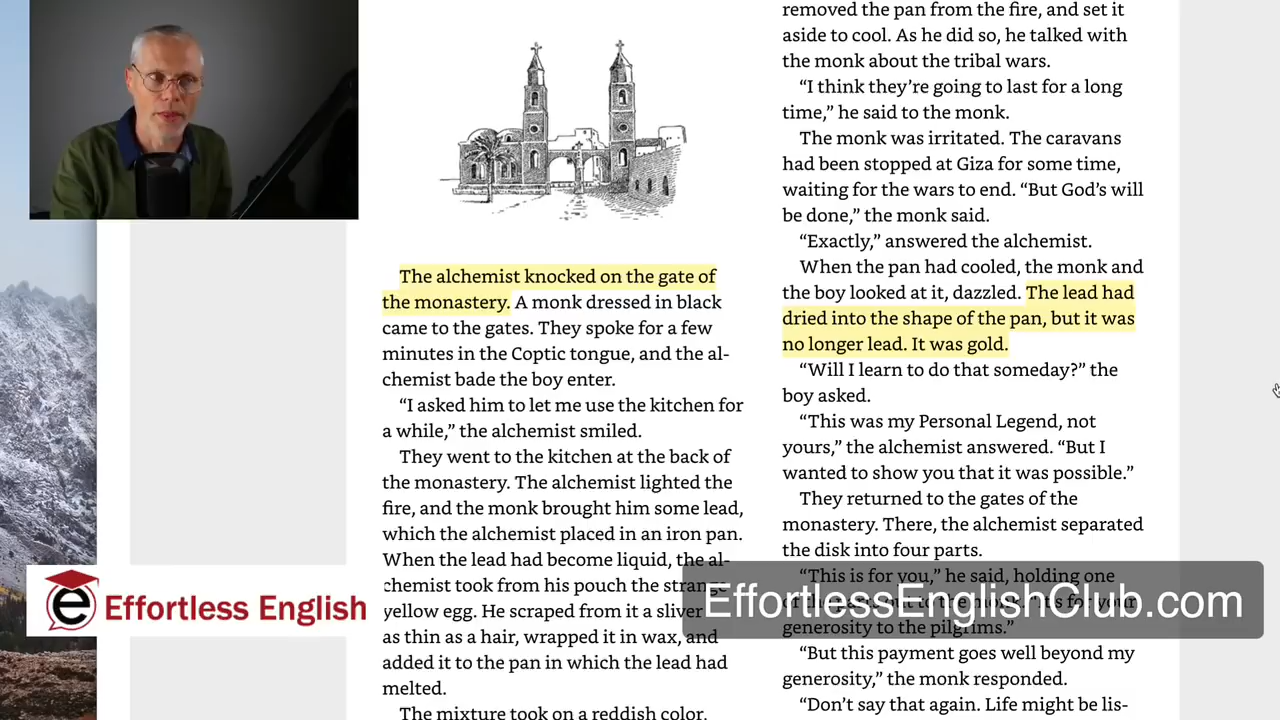 The alchemist knocked on the gate of
the monastery. A monk dressed in black
came to the gates. They spoke for a few
minutes in the Coptic tongue, and the al-
chemist bade the boy enter.
“I asked him to let me use the kitchen for
a while,” the alchemist smiled.
They went to the kitchen at the back of
the monastery. The alchemist lighted the
fire, and the monk brought him some lead,
which the alchemist placed in an iron pan.
When the lead had become liquid, the al-
chemist took from his pouch the strange
yellow egg. He scraped from it a sliver
as thin as a hair, wrapped it in wax, and
added it to the pan in which the lead had
melted.
The mixture took on a reddish color,
removed the pan from the fire, and set it
aside to cool. As he did so, he talked with
the monk about the tribal wars.
“I think they’re going to last for a long
time,” he said to the monk.
The monk was irritated. The caravans
had been stopped at Giza for some time,
waiting for the wars to end. “But God’s will
be done,” the monk said.
“Exactly,” answered the alchemist.
When the pan had cooled, the monk and
the boy looked at it, dazzled. The lead had
dried into the shape of the pan, but it was
no longer lead. It was gold.
“Will I learn to do that someday?” the
boy asked.
“This was my Personal Legend, not
yours,” the alchemist answered. “But I
wanted to show you that it was possible.”
They returned to the gates of the
monastery. There, the alchemist separated
the disk into four parts.
“This is for you,” he said, holding one
of the parts out to the monk. “It’s for your
generosity to the pilgrims.”
“But this payment goes well beyond my
generosity,” the monk responded.
“Don’t say that again. Life might be lis-
e Effortless English
EffortlessEnglishClub.com